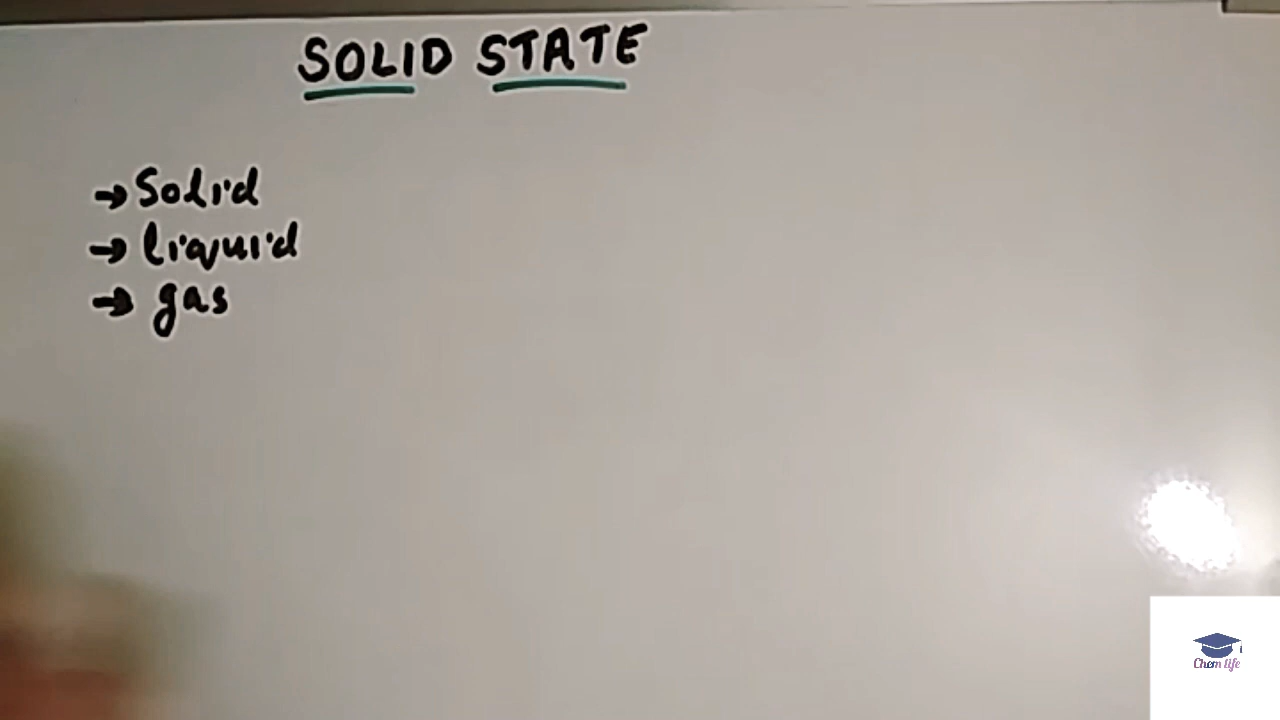 SOLID STATE
→ Solid
→ liquid
→ gas
Chem life